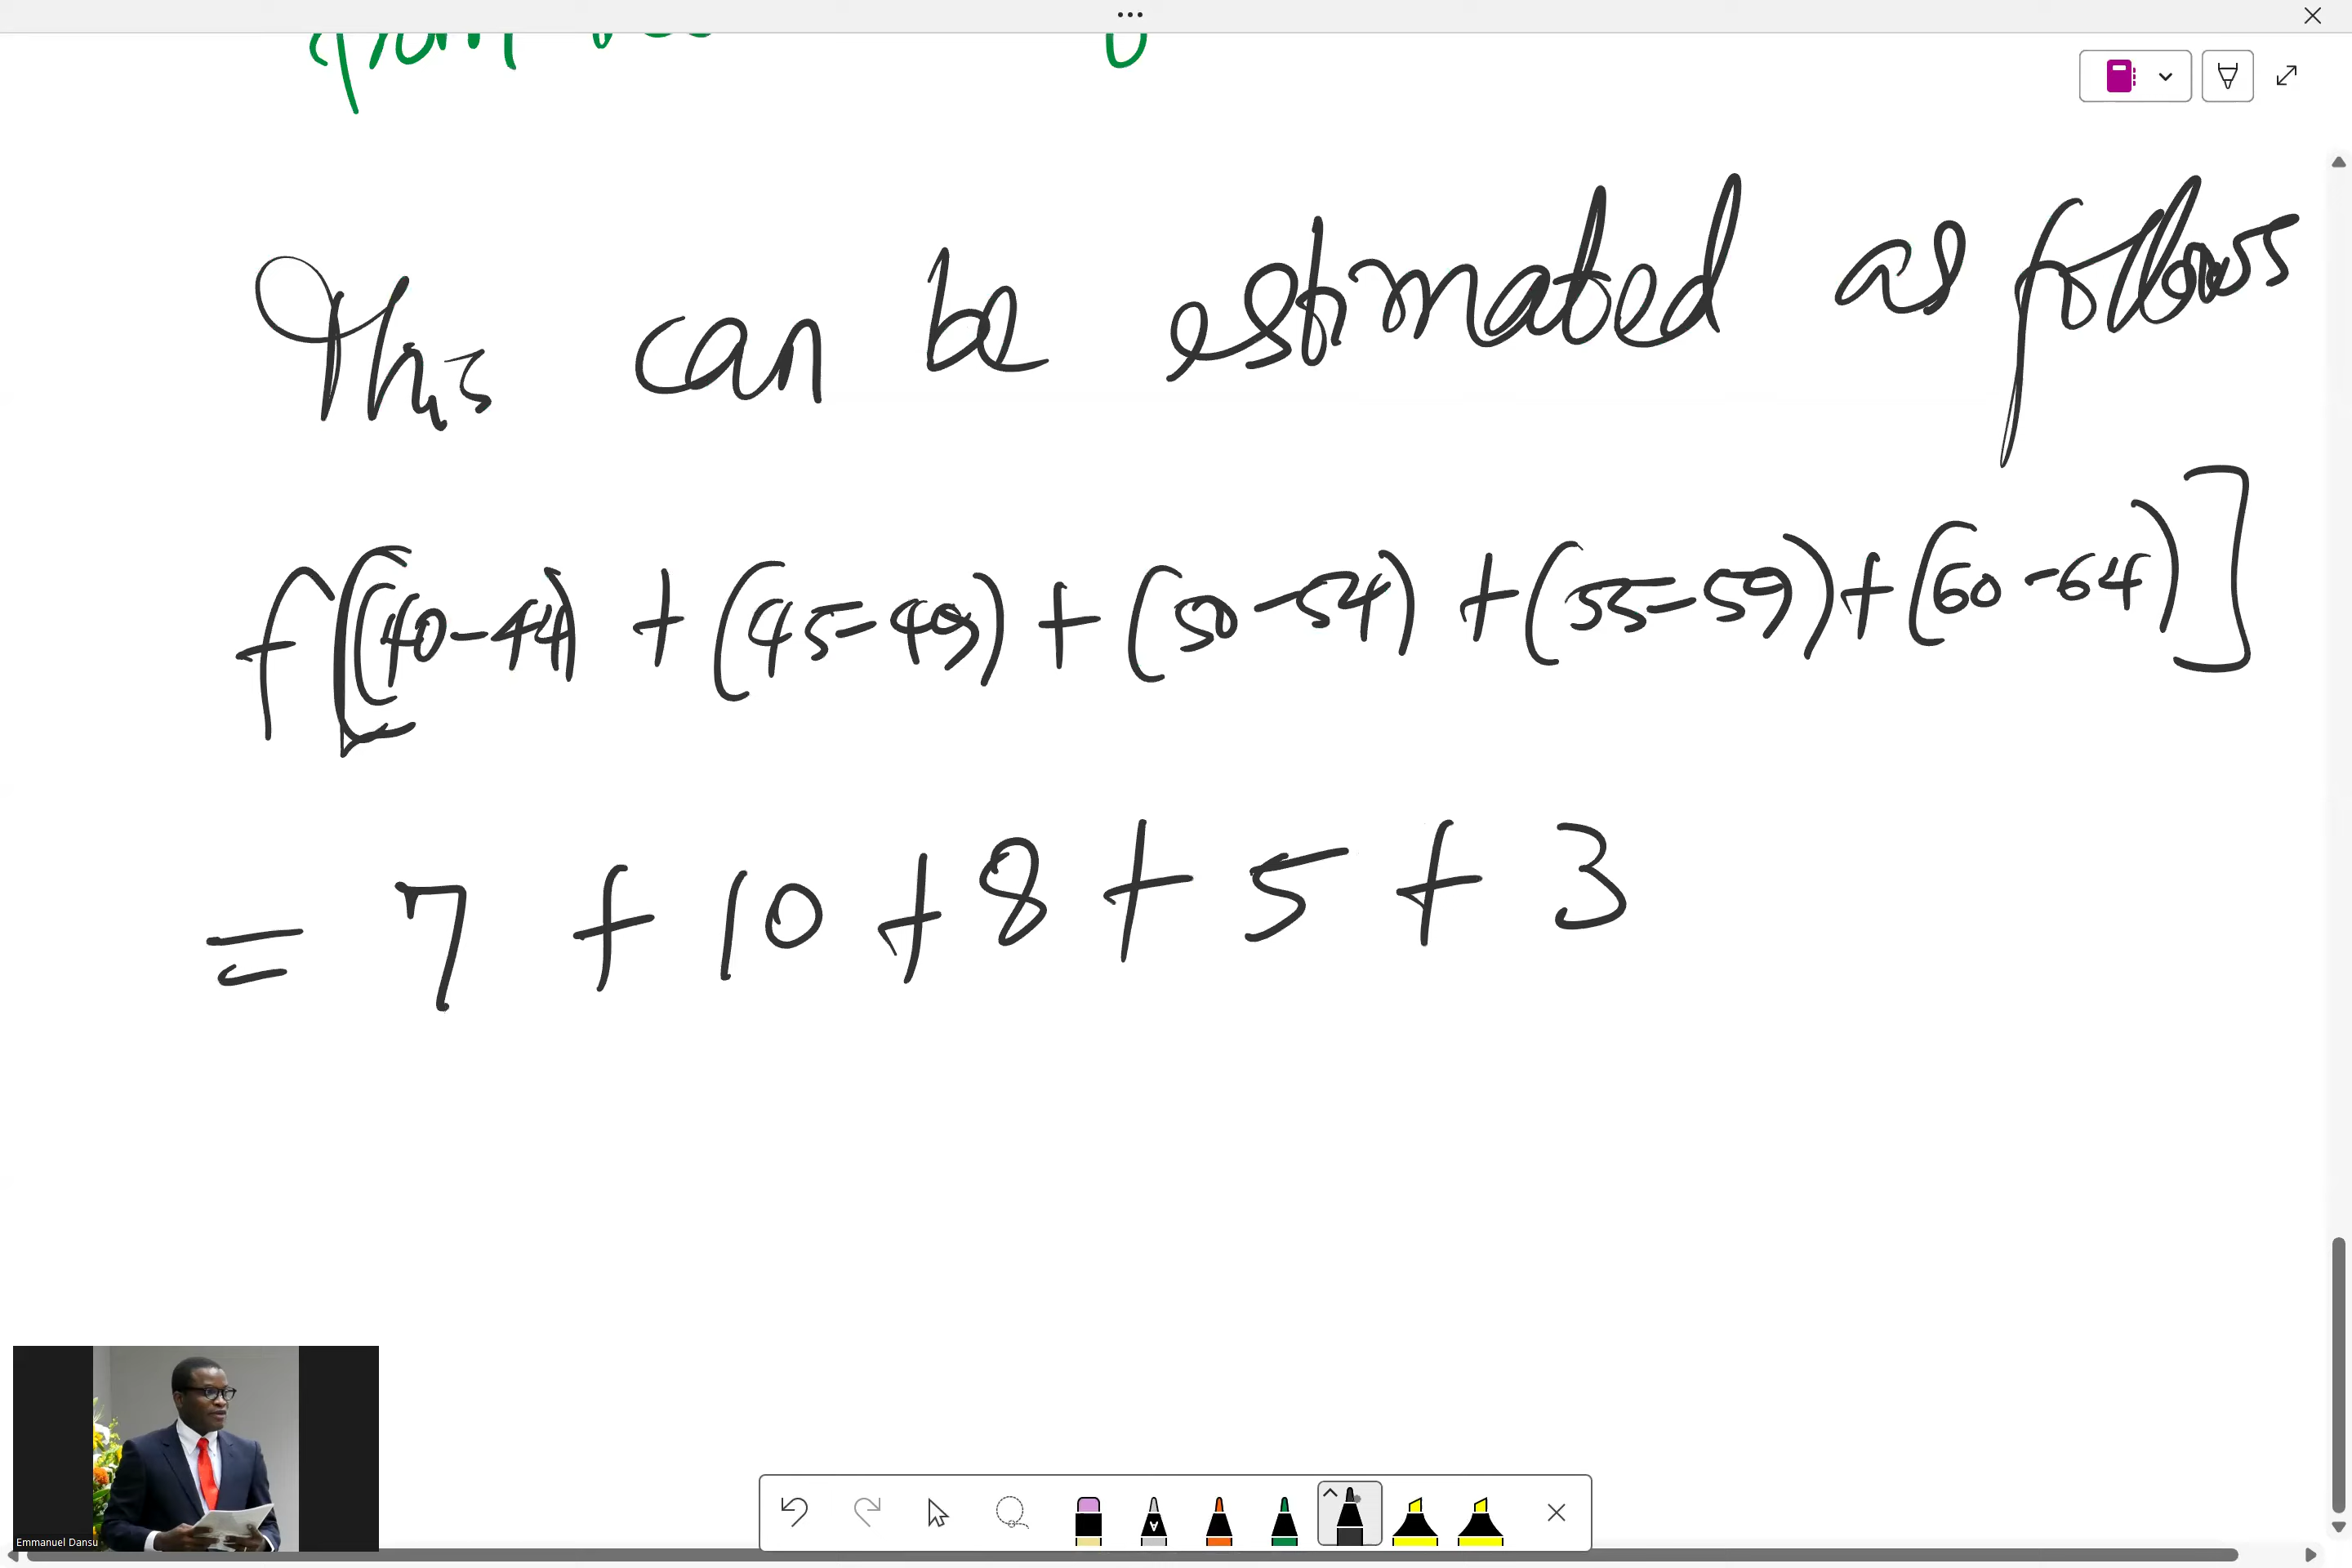 This can be estimated as follows
f[(40-44) + (45-49) + (50-54) + (55-59) + (60-64)]
= 7 + 10 + 8 + 5 + 3
Emmanuel Dansu